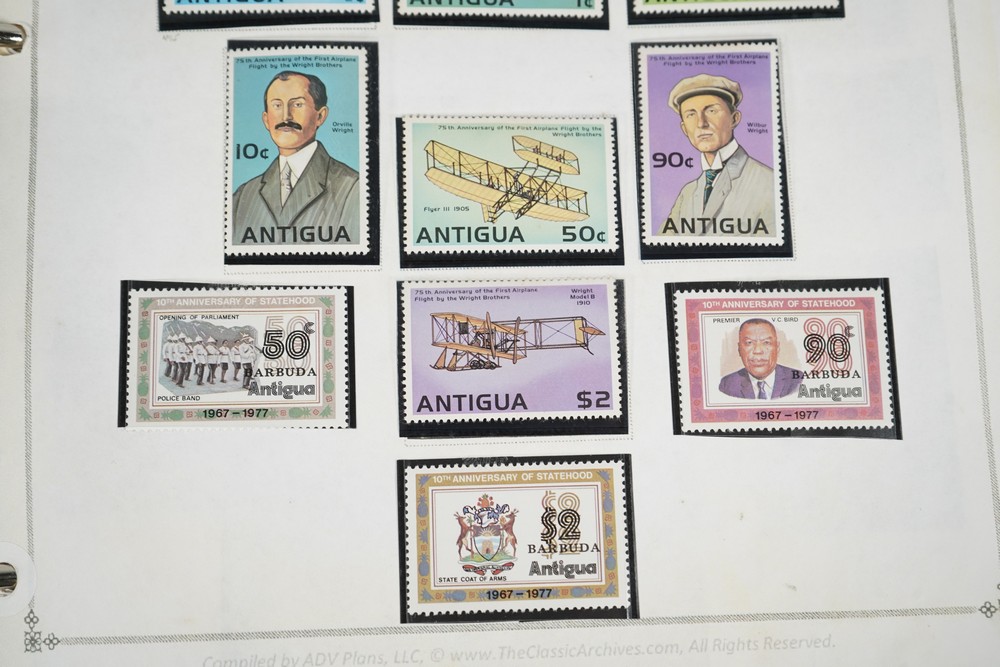 ANTIGUA
ANTIGUA 1¢
ANTIGUA
75th Anniversary of the First Airplane
Flight by the Wright Brothers
Orville
Wright
10¢
ANTIGUA
75th Anniversary of the First Airplane Flight by the
Wright Brothers
Flyer III 1905
ANTIGUA 50¢
75th Anniversary of the First Airplane
Flight by the Wright Brothers
Wilbur
Wright
90¢
ANTIGUA
10TH ANNIVERSARY OF STATEHOOD
OPENING OF PARLIAMENT
50¢
50
BARBUDA
Antigua
POLICE BAND
1967-1977
75th Anniversary of the First Airplane
Flight by the Wright Brothers
Wright
Model B
1910
ANTIGUA $2
10TH ANNIVERSARY OF STATEHOOD
PREMIER V.C. BIRD
90¢
90
BARBUDA
Antigua
1967-1977
10TH ANNIVERSARY OF STATEHOOD
$2
$2
BARBUDA
Antigua
STATE COAT OF ARMS
1967-1977
Compiled by ADV Plans, LLC, © www.TheClassicArchives.com, All Rights Reserved.